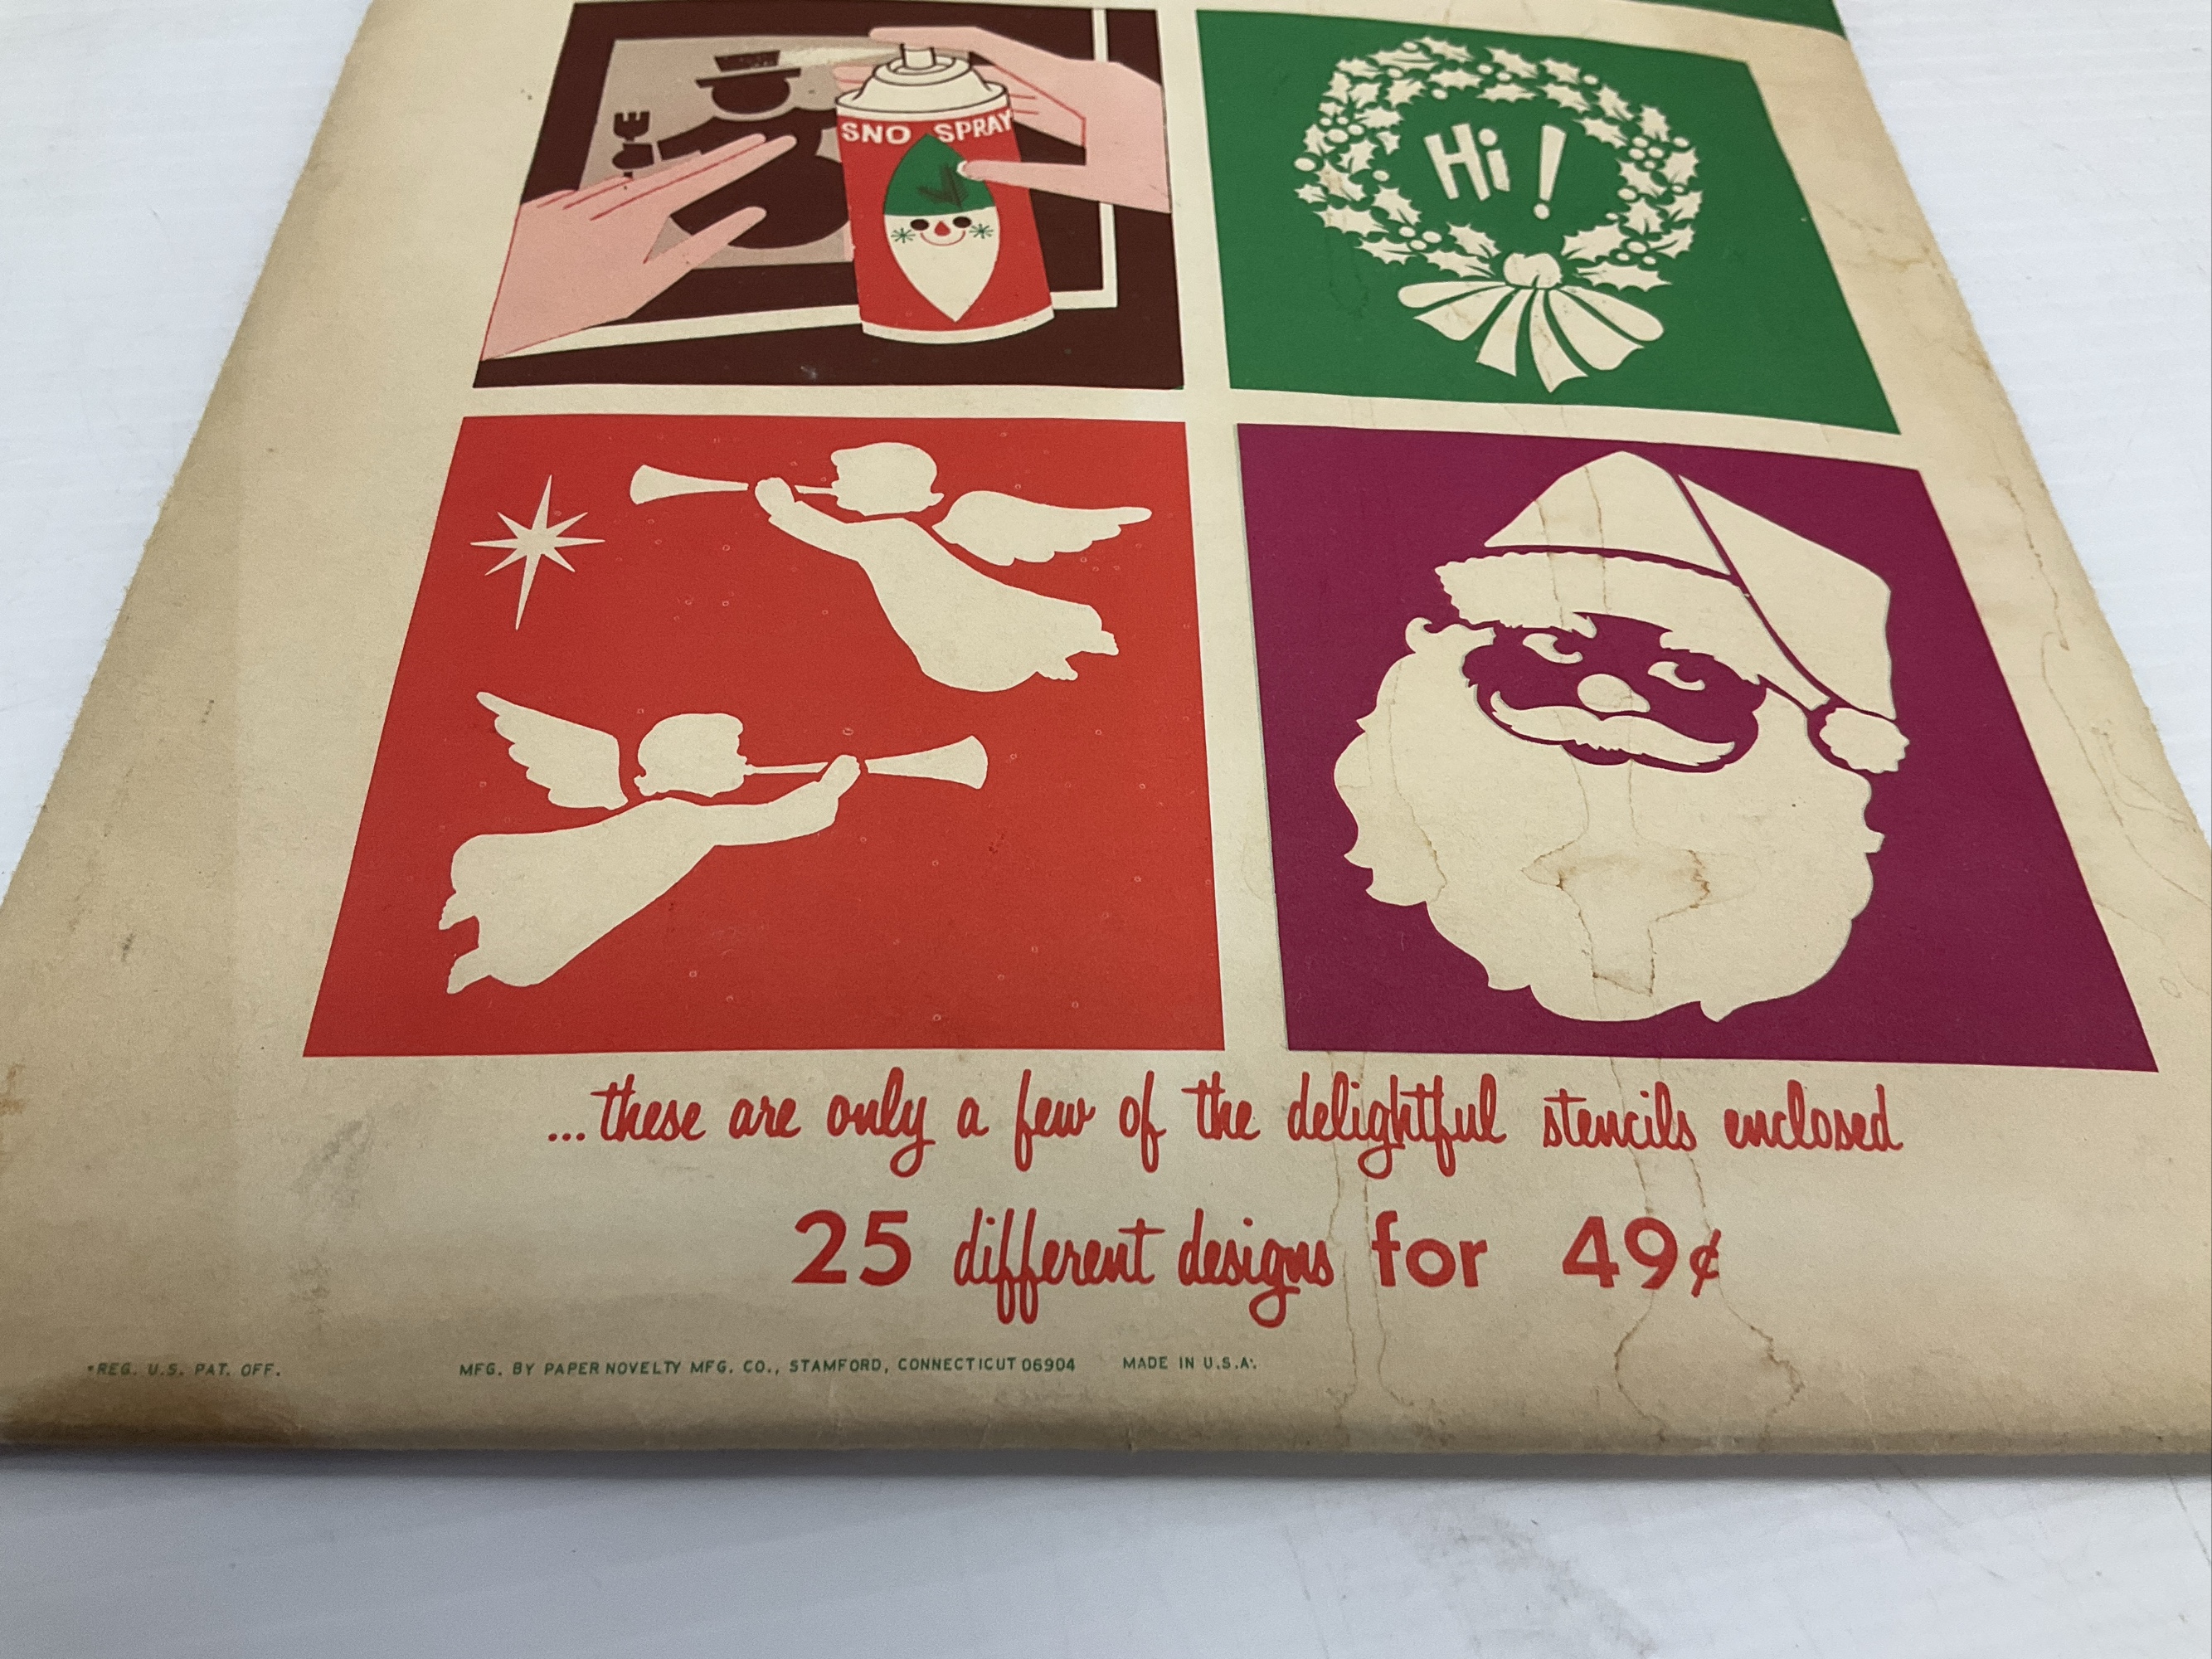 SNO SPRAY
Hi!
...these are only a few of the delightful stencils enclosed
25 different designs for 49¢
*REG. U.S. PAT. OFF. MFG. BY PAPER NOVELTY MFG. CO., STAMFORD, CONNECTICUT 06904 MADE IN U.S.A.